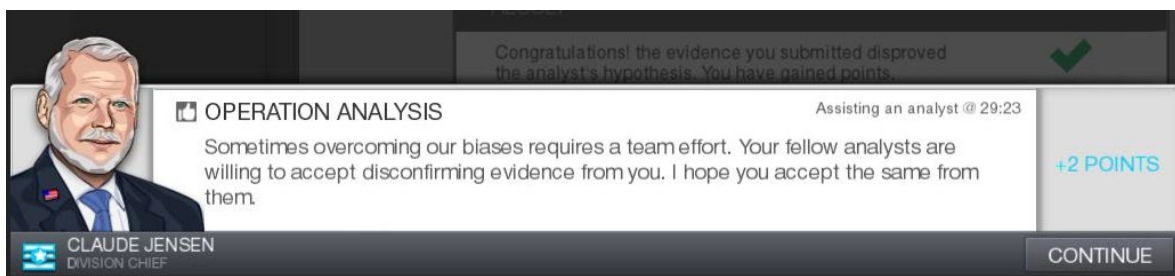 RESULT
Congratulations! the evidence you submitted disproved
the analyst's hypothesis. You have gained points.
OPERATION ANALYSIS
Assisting an analyst @ 29:23
Sometimes overcoming our biases requires a team effort. Your fellow analysts are
willing to accept disconfirming evidence from you. I hope you accept the same from
them.
+2 POINTS
CLAUDE JENSEN
DIVISION CHIEF
CONTINUE